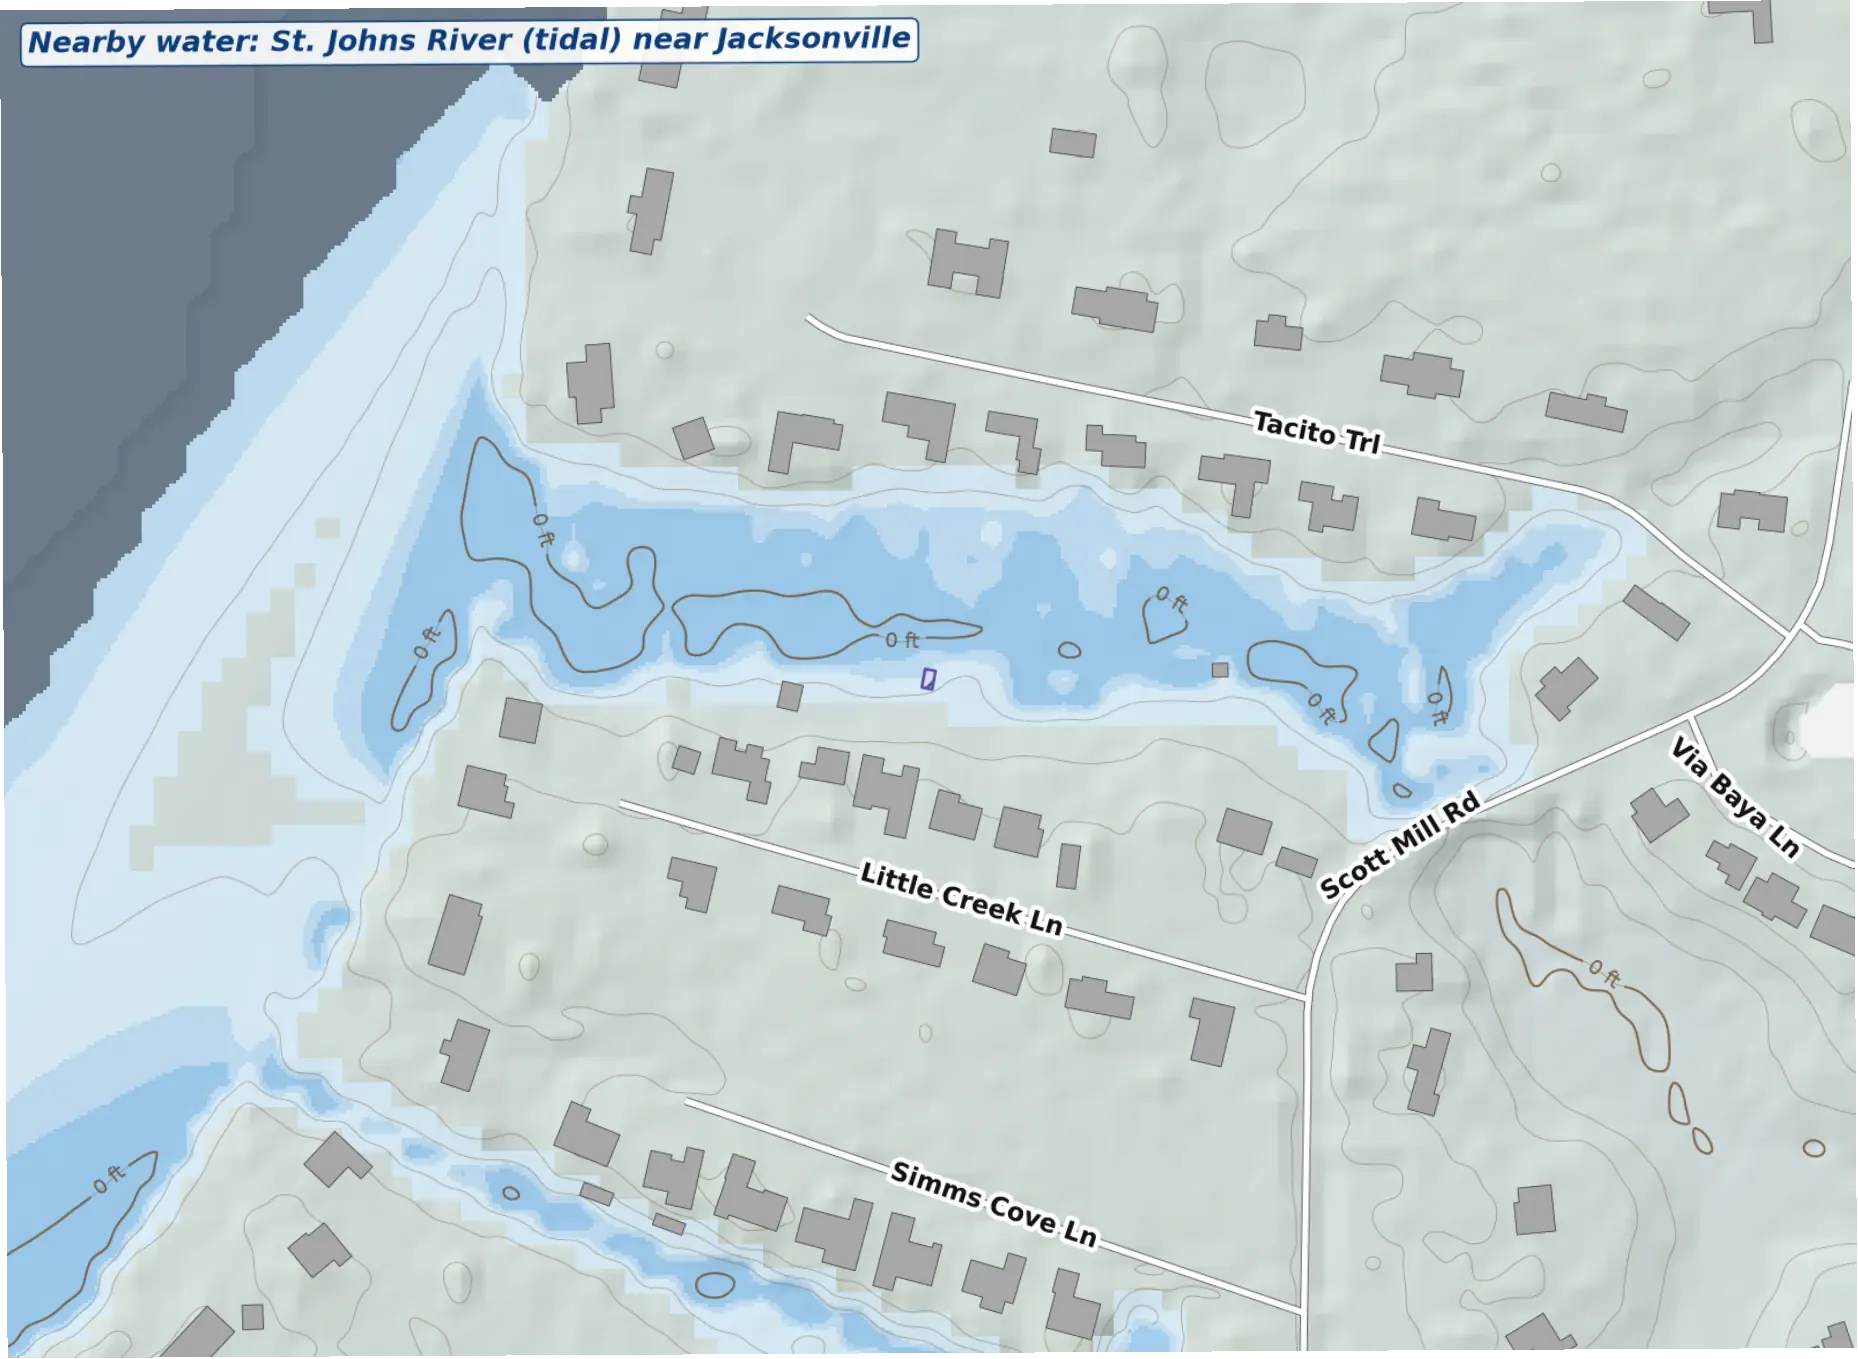 Nearby water: St. Johns River (tidal) near Jacksonville
Tacito Trl
0 ft
0 ft
0 ft
0 ft
0 ft
0 ft
Via Baya Ln
Scott Mill Rd
Little Creek Ln
0 ft
0 ft
Simms Cove Ln